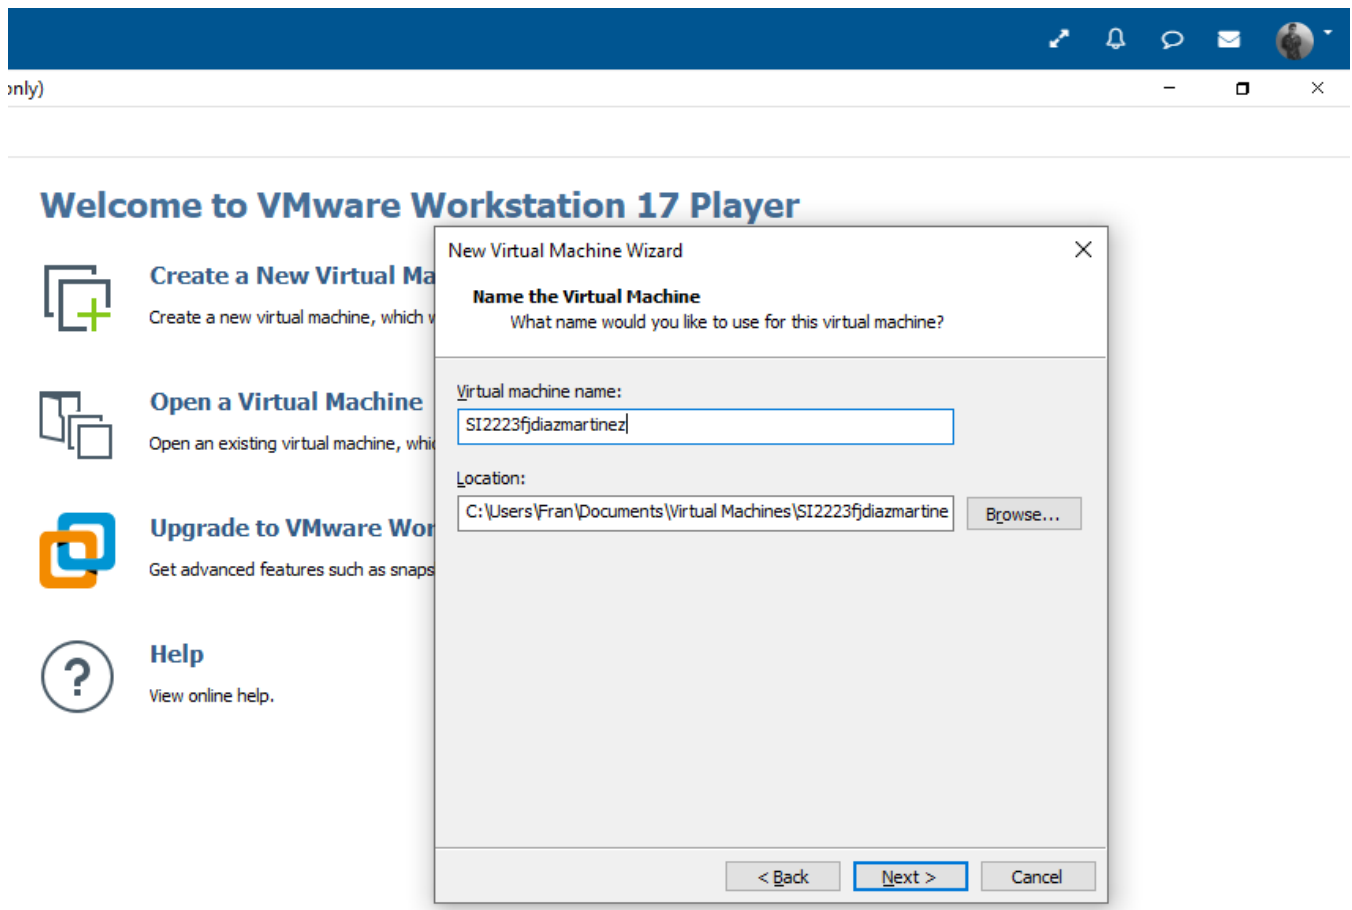 only)
Welcome to VMware Workstation 17 Player
Create a New Virtual Ma
Create a new virtual machine, which w
Open a Virtual Machine
Open an existing virtual machine, whic
Upgrade to VMware Wor
Get advanced features such as snaps
Help
View online help.
New Virtual Machine Wizard
Name the Virtual Machine
What name would you like to use for this virtual machine?
Virtual machine name:
SI2223fjdiazmartinez
Location:
C:\Users\Fran\Documents\Virtual Machines\SI2223fjdiazmartine
Browse...
< Back
Next >
Cancel